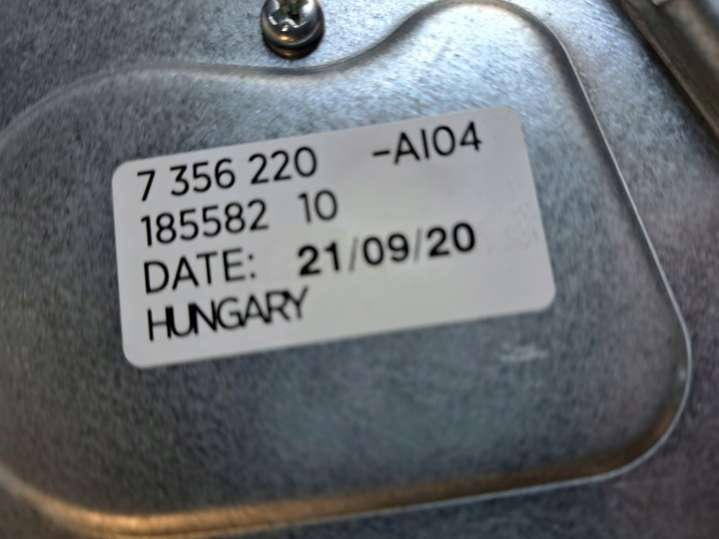 7 356 220 -AI04
185582 10
DATE: 21/09/20
HUNGARY